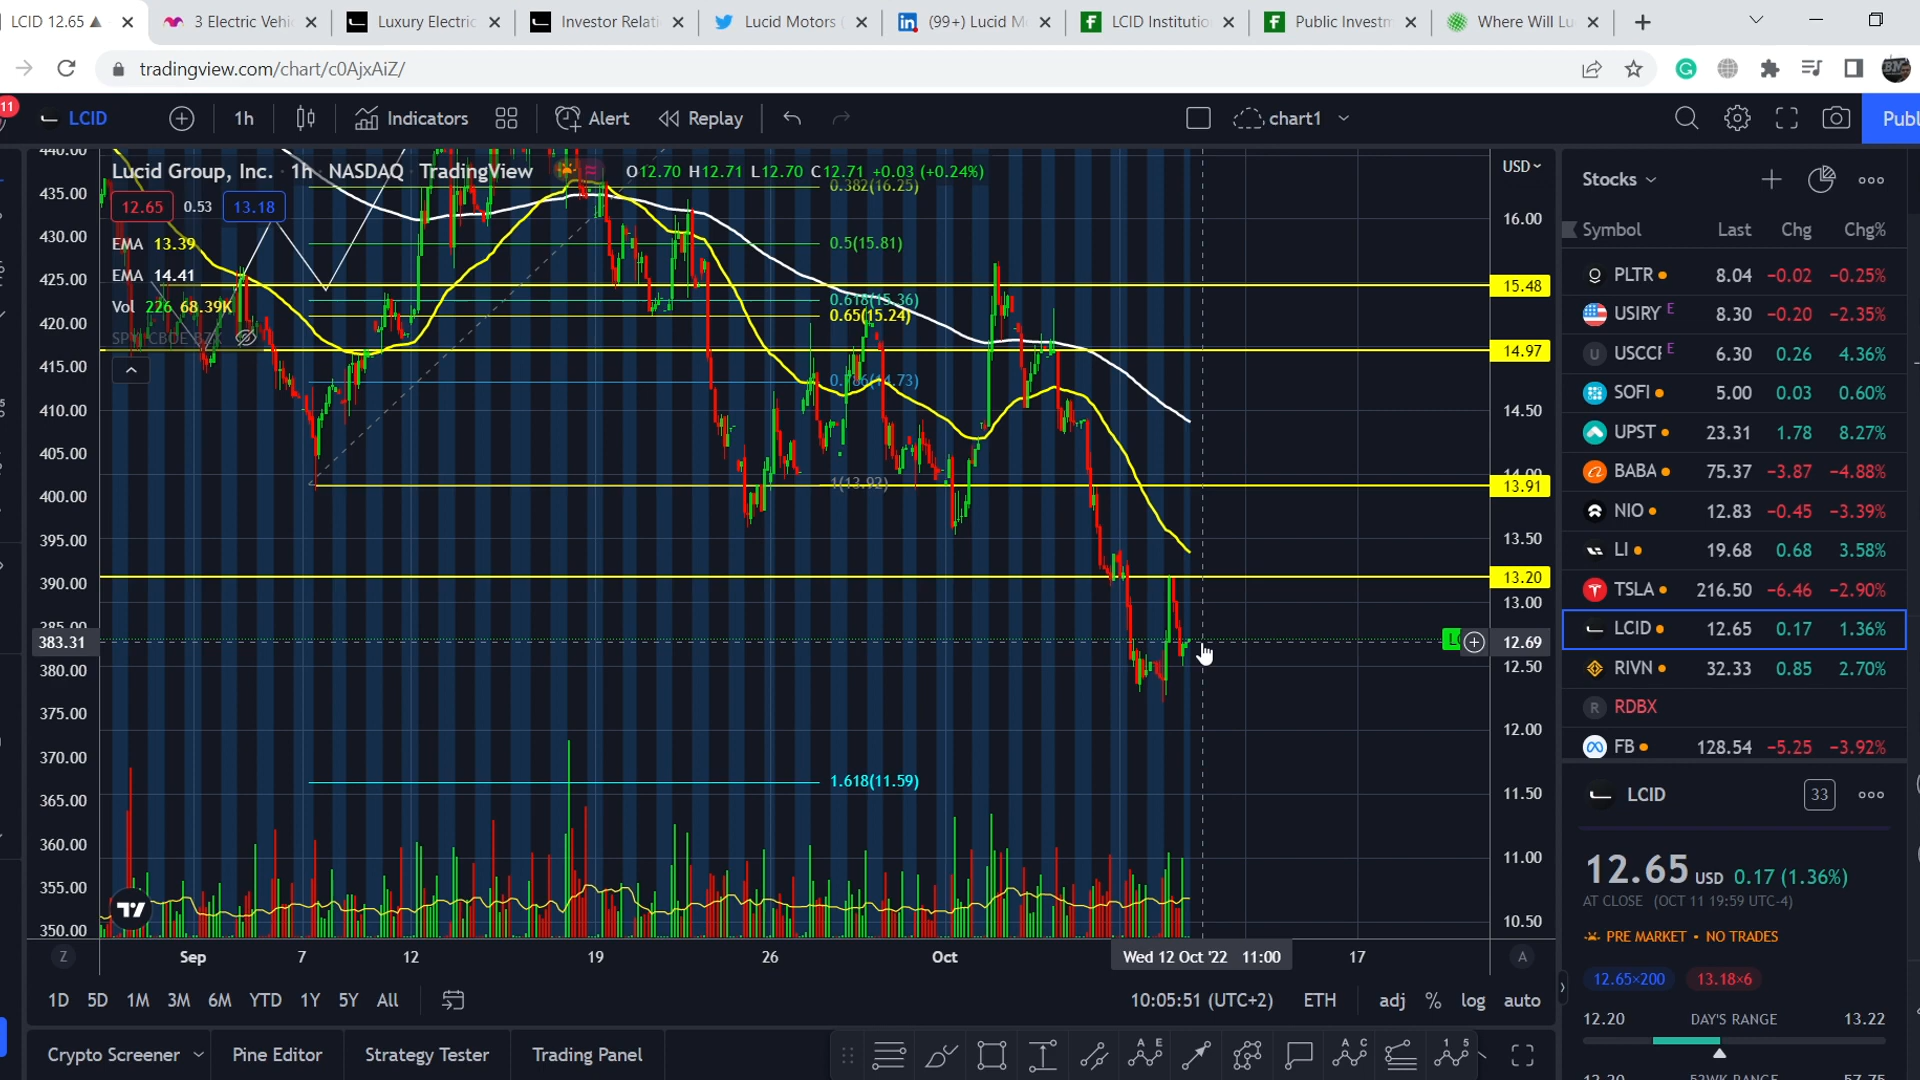 LCID 12.65 ▲
3 Electric Vehic
Luxury Electric
Investor Relati
Lucid Motors (
(99+) Lucid M
LCID Institutio
Public Investm
Where Will Lu
tradingview.com/chart/c0AjxAiZ/
11
LCID
1h
Indicators
Alert
Replay
chart1
Publ
Lucid Group, Inc. · 1h · NASDAQ · TradingView
O12.70 H12.71 L12.70 C12.71 +0.03 (+0.24%)
12.65 0.53 13.18
EMA 13.39
EMA 14.41
Vol 226 68.39K
0.382(16.25)
0.5(15.81)
0.618(15.36)
0.65(15.24)
0.786(14.73)
1(13.92)
1.618(11.59)
440.00
435.00
430.00
425.00
420.00
415.00
410.00
405.00
400.00
395.00
390.00
385.00
383.31
380.00
375.00
370.00
365.00
360.00
355.00
350.00
USD
16.00
15.48
14.97
14.50
14.00
13.91
13.50
13.20
13.00
12.69
12.50
12.00
11.50
11.00
10.50
Z
Sep
7
12
19
26
Oct
Wed 12 Oct '22 11:00
17
A
1D 5D 1M 3M 6M YTD 1Y 5Y All
10:05:51 (UTC+2) ETH adj % log auto
Crypto Screener
Pine Editor
Strategy Tester
Trading Panel
Stocks
Symbol Last Chg Chg%
PLTR 8.04 −0.02 −0.25%
USIRY E 8.30 −0.20 −2.35%
U USCCF E 6.30 0.26 4.36%
SOFI 5.00 0.03 0.60%
UPST 23.31 1.78 8.27%
BABA 75.37 −3.87 −4.88%
NIO 12.83 −0.45 −3.39%
LI 19.68 0.68 3.58%
TSLA 216.50 −6.46 −2.90%
LCID 12.65 0.17 1.36%
RIVN 32.33 0.85 2.70%
R RDBX
FB 128.54 −5.25 −3.92%
LCID
33
12.65 USD 0.17 (1.36%)
AT CLOSE (OCT 11 19:59 UTC-4)
PRE MARKET • NO TRADES
12.65×200 13.18×6
12.20 DAY'S RANGE 13.22